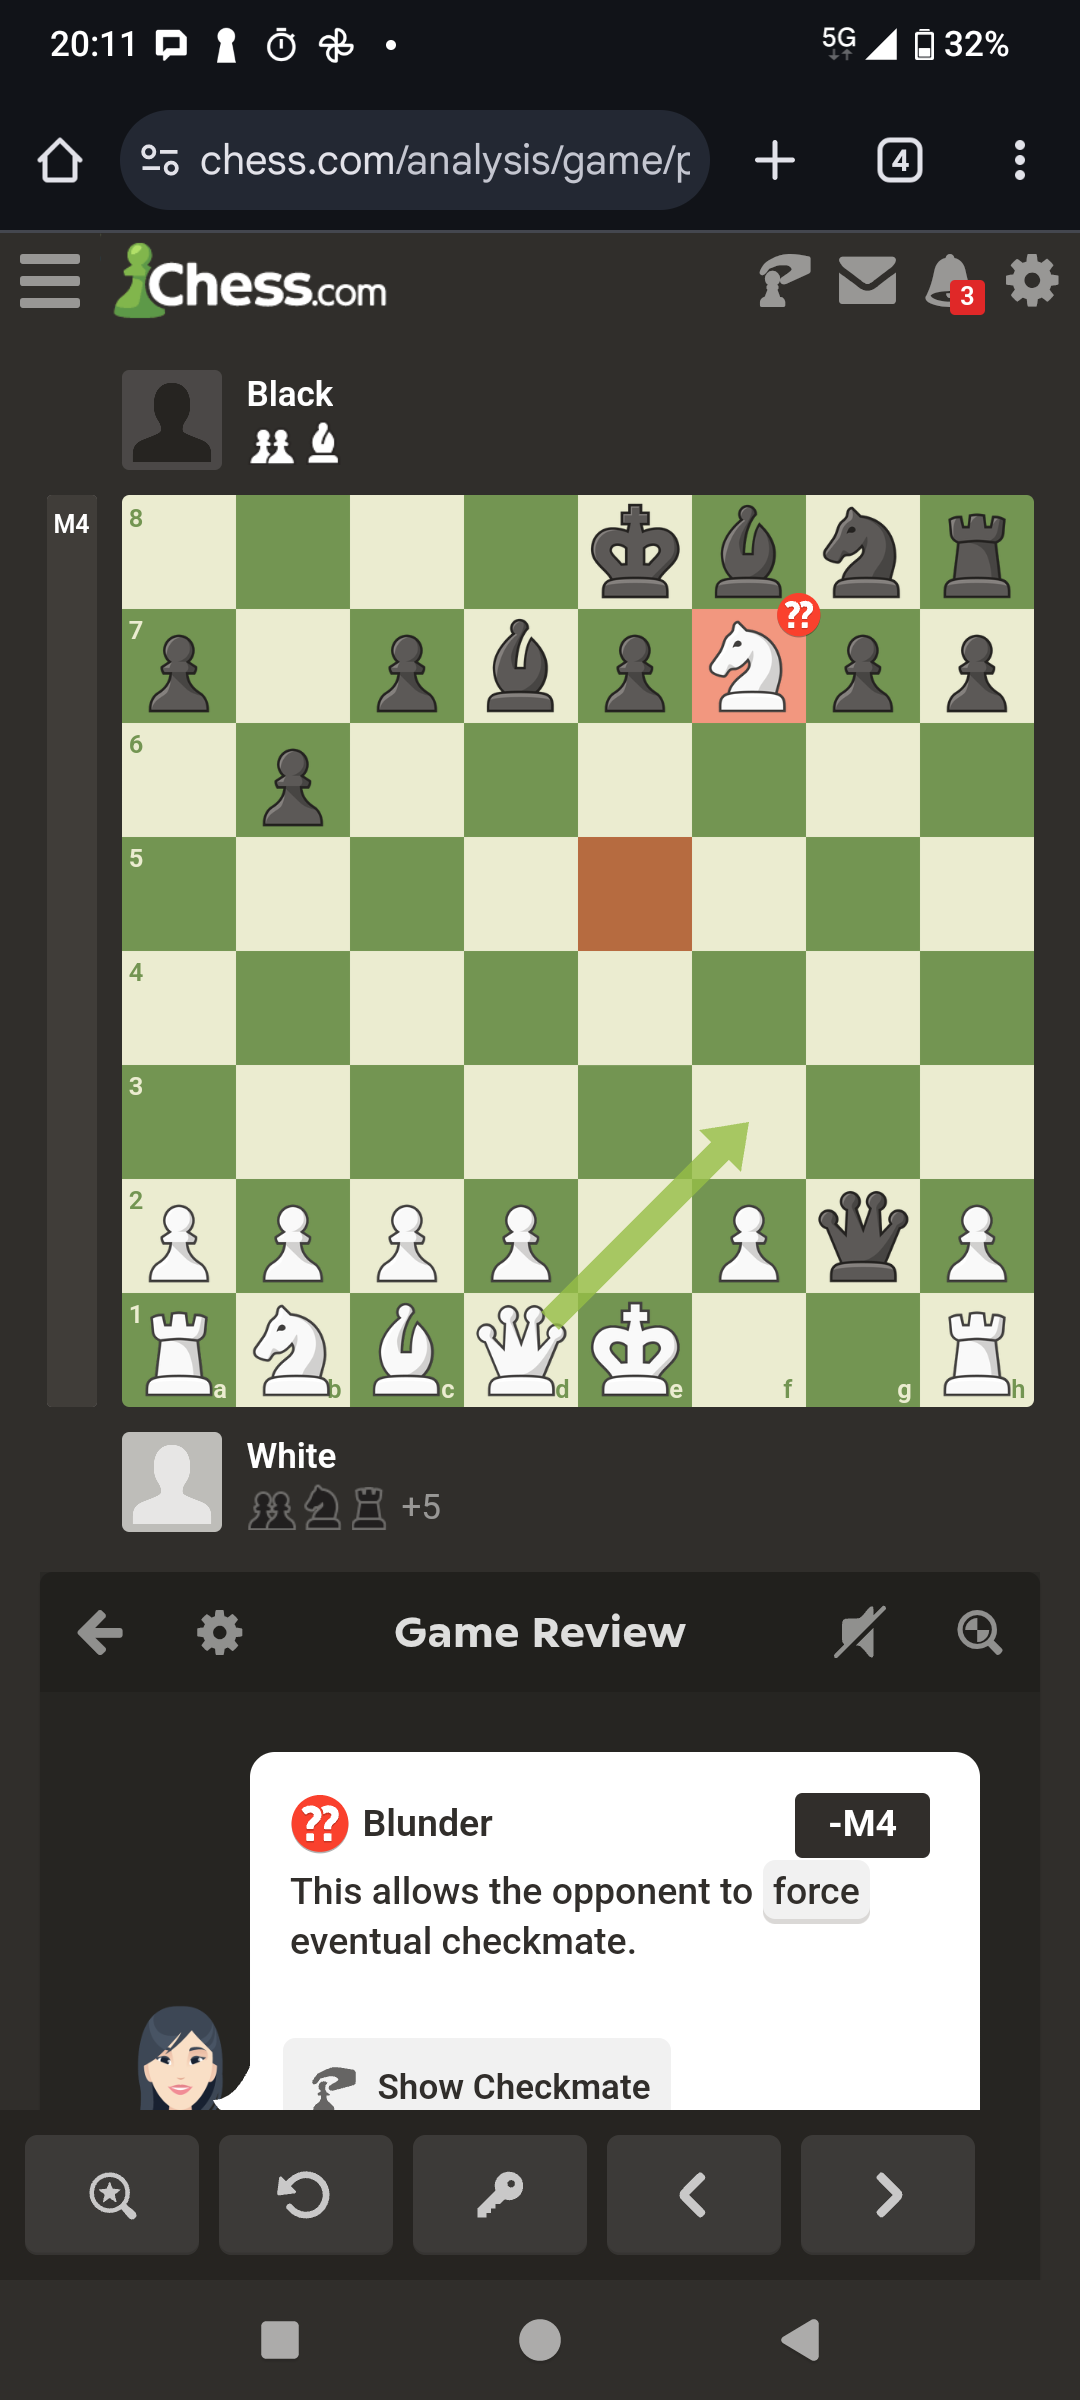 20:11
5G
32%
chess.com/analysis/game/p
4
Chess.com
3
Black
M4
8
??
7
6
5
4
3
2
1
a b c d e f g h
White
+5
Game Review
?? Blunder
-M4
This allows the opponent to force
eventual checkmate.
Show Checkmate